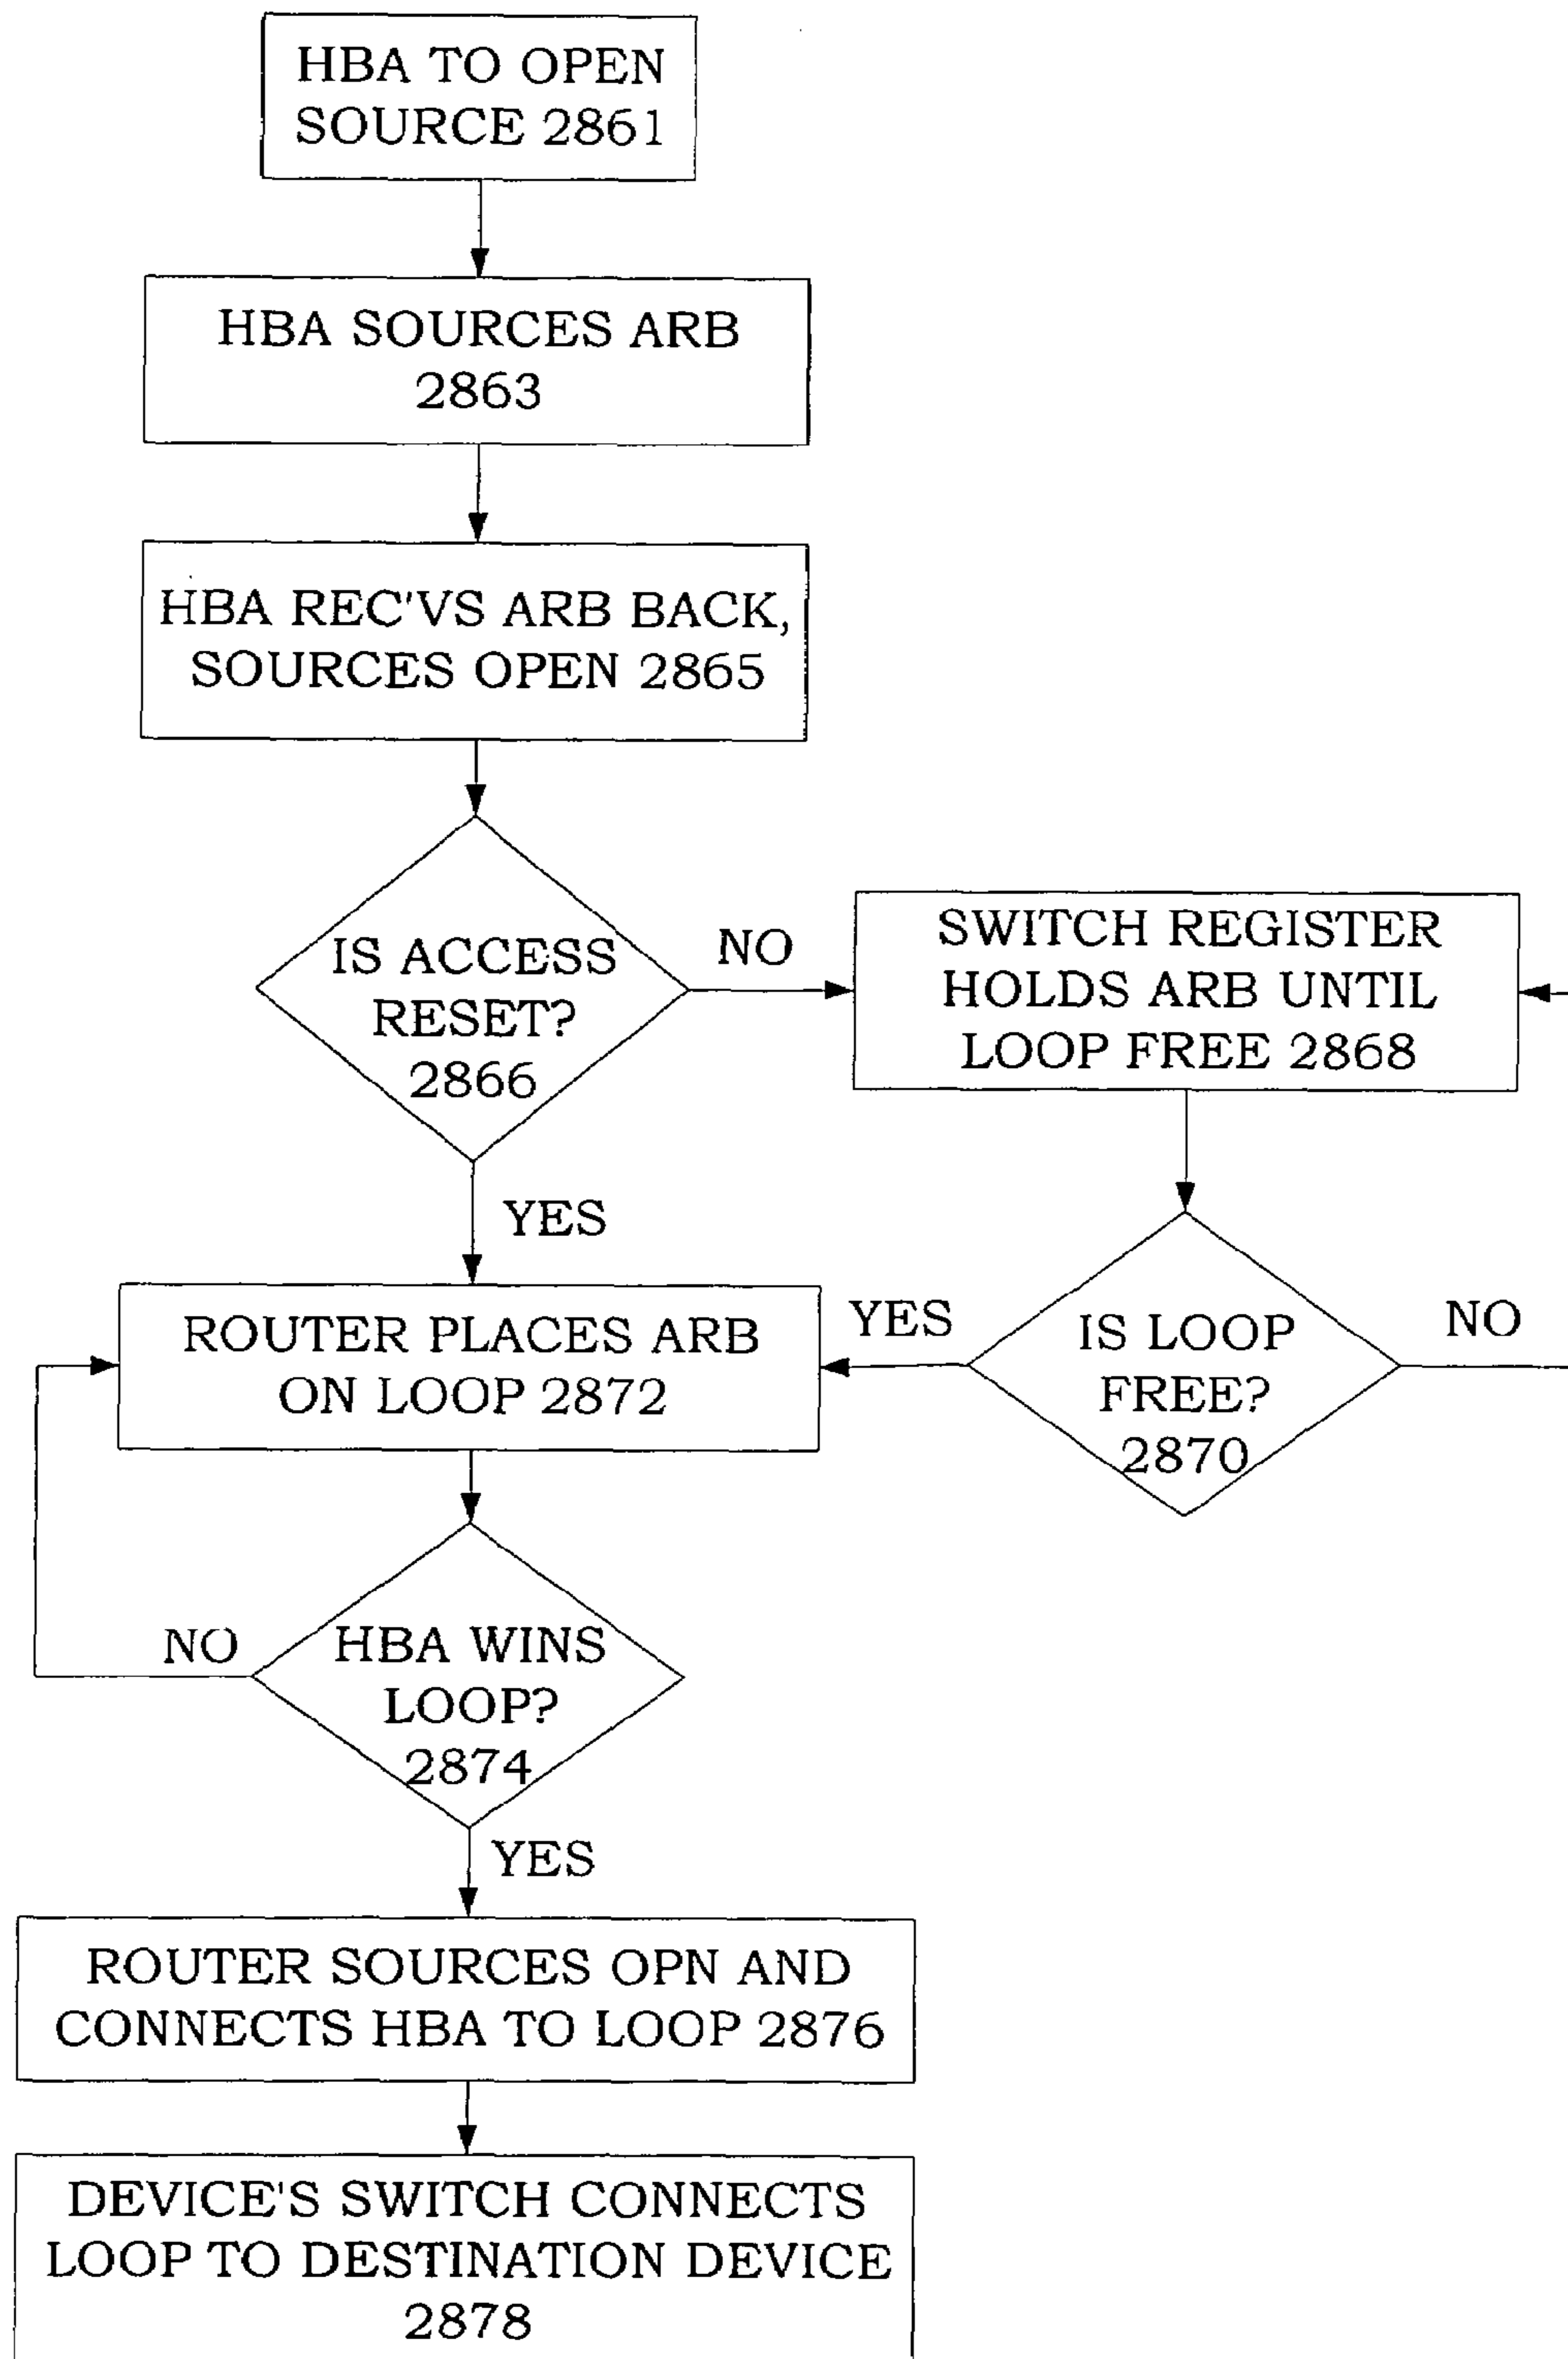 HBA TO OPEN
SOURCE 2861
HBA SOURCES ARB
2863
HBA REC'VS ARB BACK,
SOURCES OPEN 2865
IS ACCESS
RESET?
2866
NO
SWITCH REGISTER
HOLDS ARB UNTIL
LOOP FREE 2868
YES
ROUTER PLACES ARB
ON LOOP 2872
YES
IS LOOP
FREE?
2870
NO
NO
HBA WINS
LOOP?
2874
YES
ROUTER SOURCES OPN AND
CONNECTS HBA TO LOOP 2876
DEVICE'S SWITCH CONNECTS
LOOP TO DESTINATION DEVICE
2878